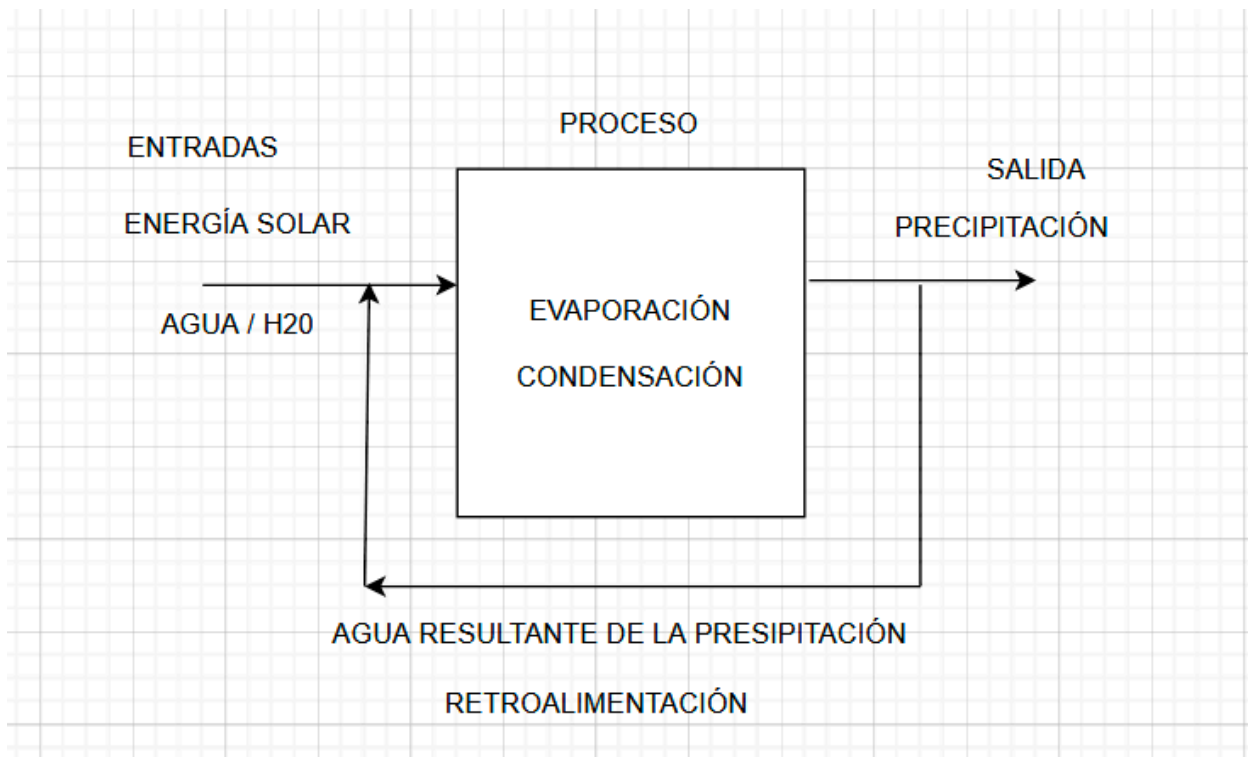 PROCESO
ENTRADAS
SALIDA
ENERGÍA SOLAR
PRECIPITACIÓN
AGUA / H20
EVAPORACIÓN
CONDENSACIÓN
AGUA RESULTANTE DE LA PRESIPITACIÓN
RETROALIMENTACIÓN